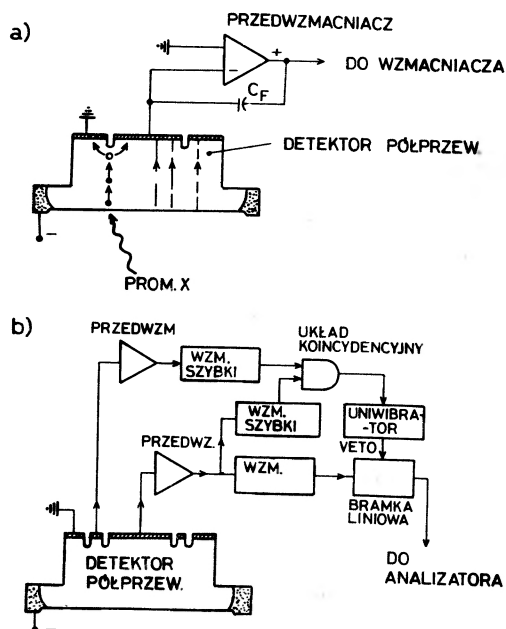 a)
PRZEDWZMACNIACZ
+
DO WZMACNIACZA
−
C_F
DETEKTOR PÓŁPRZEW.
−
PROM. X
b)
PRZEDWZM
UKŁAD
KOINCYDENCYJNY
WZM.
SZYBKI
WZM.
SZYBKI
UNIWIBRA-
-TOR
PRZEDWZ.
VETO
WZM.
BRAMKA
LINIOWA
DETEKTOR
PÓŁPRZEW.
DO
ANALIZATORA